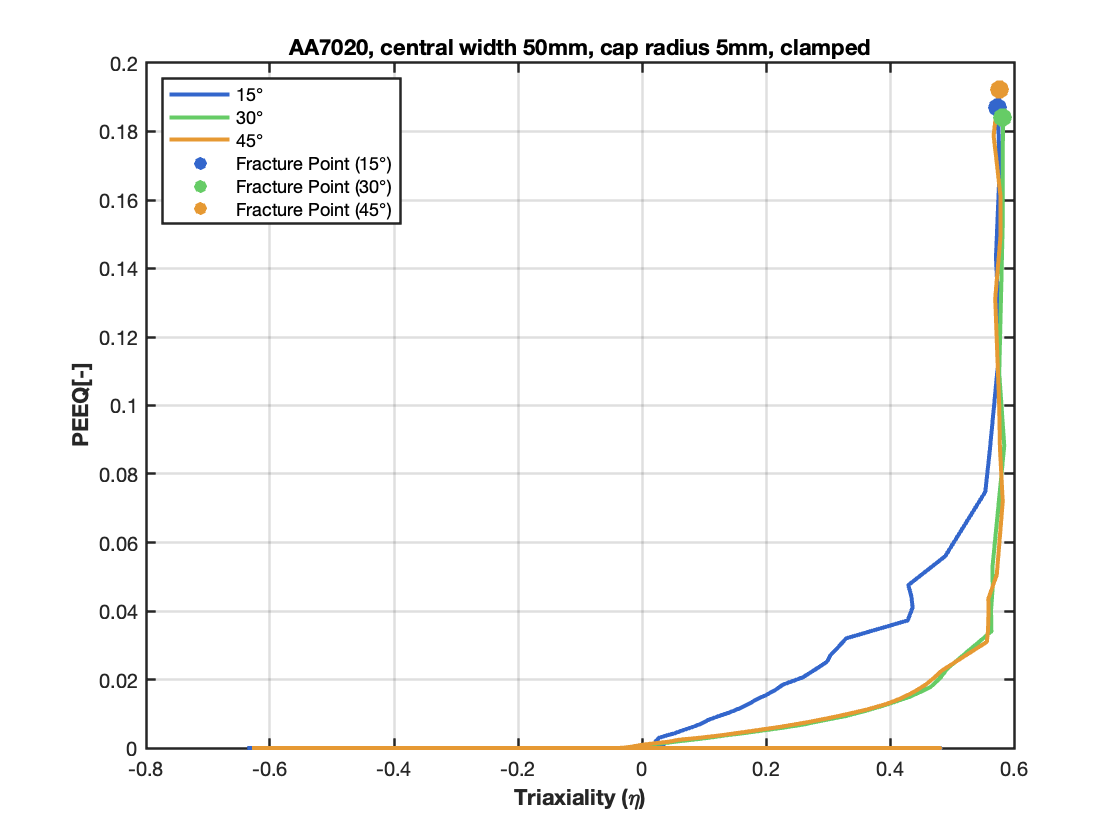 AA7020, central width 50mm, cap radius 5mm, clamped
0.2
0.18
0.16
0.14
0.12
0.1
0.08
0.06
0.04
0.02
0
PEEQ[-]
15°
30°
45°
Fracture Point (15°)
Fracture Point (30°)
Fracture Point (45°)
-0.8 -0.6 -0.4 -0.2 0 0.2 0.4 0.6
Triaxiality (η)